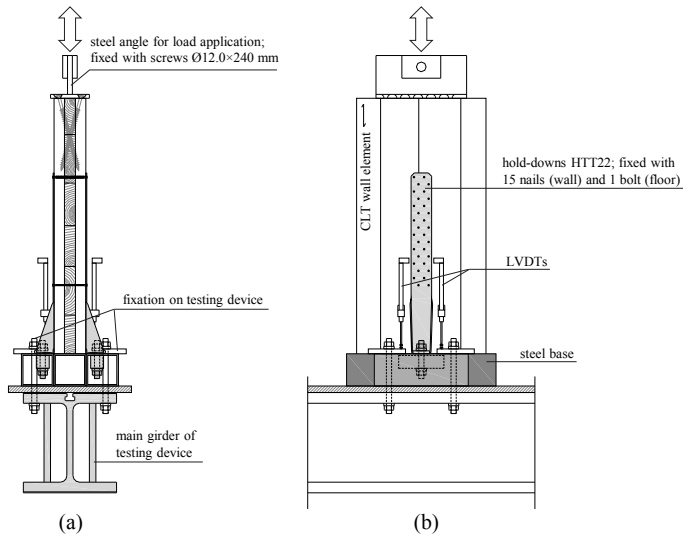 steel angle for load application;
fixed with screws Ø12.0×240 mm
fixation on testing device
main girder of
testing device
(a)
CLT wall element
hold-downs HTT22; fixed with
15 nails (wall) and 1 bolt (floor)
LVDTs
steel base
(b)